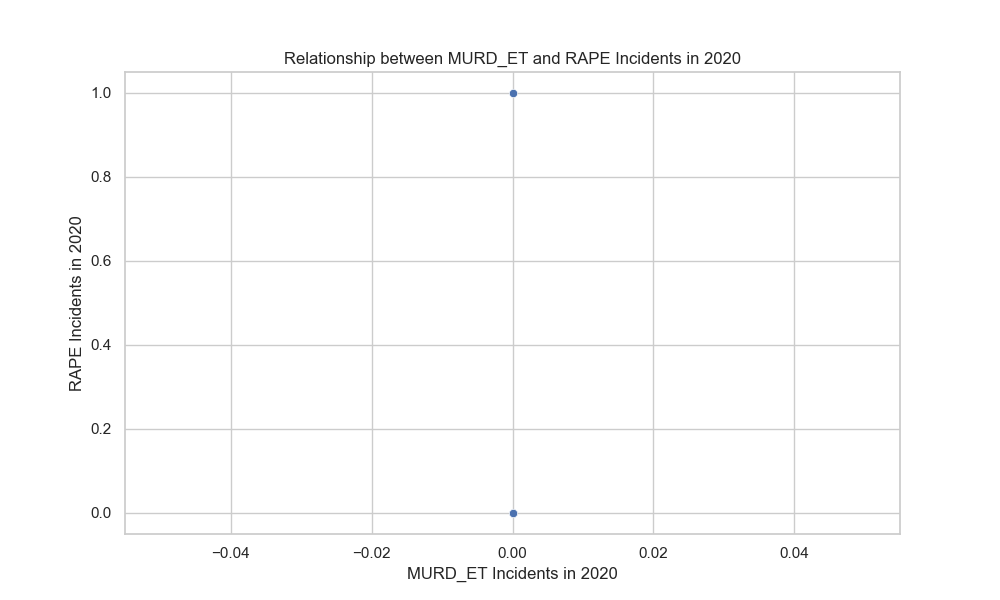 Relationship between MURD_ET and RAPE Incidents in 2020
1.0
0.8
0.6
0.4
0.2
0.0
RAPE Incidents in 2020
−0.04 −0.02 0.00 0.02 0.04
MURD_ET Incidents in 2020